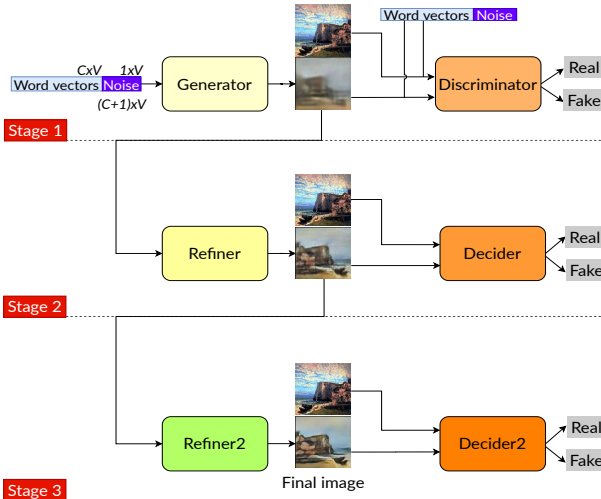 Word vectors Noise
CxV 1xV
Word vectors Noise
(C+1)xV
Generator
Discriminator
Real
Fake
Stage 1
Refiner
Decider
Real
Fake
Stage 2
Refiner2
Decider2
Real
Fake
Final image
Stage 3